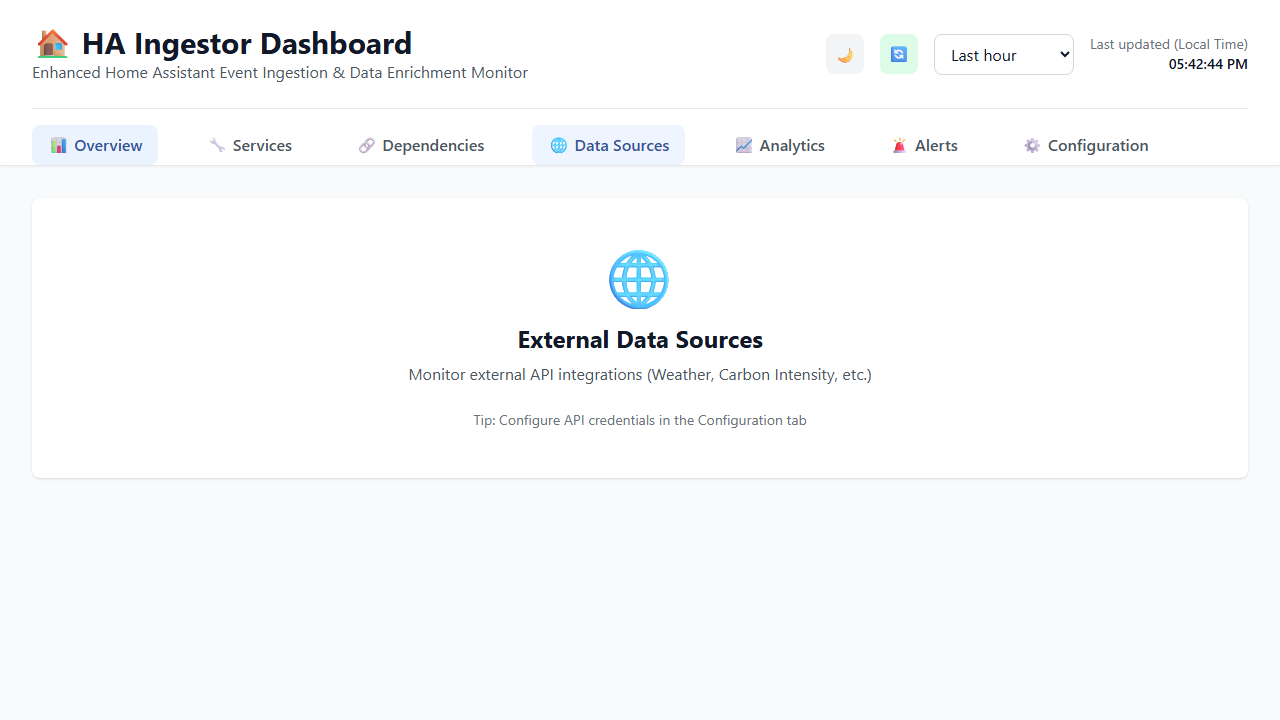 HA Ingestor Dashboard
Enhanced Home Assistant Event Ingestion & Data Enrichment Monitor
Last hour
Last updated (Local Time)
05:42:44 PM
Overview
Services
Dependencies
Data Sources
Analytics
Alerts
Configuration
External Data Sources
Monitor external API integrations (Weather, Carbon Intensity, etc.)
Tip: Configure API credentials in the Configuration tab